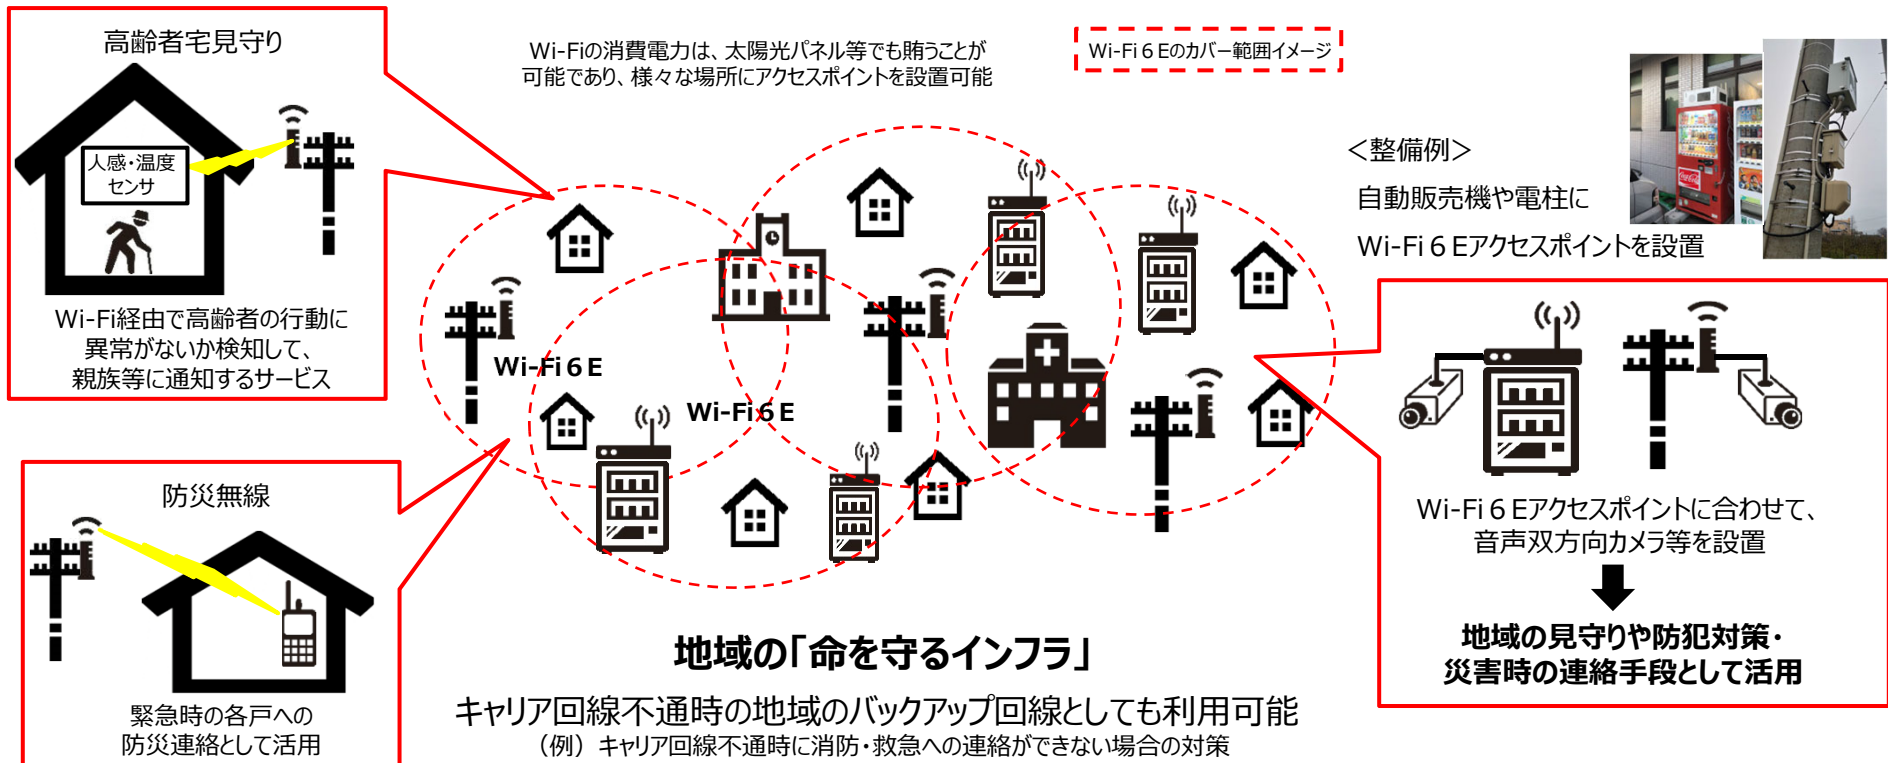 高齢者宅見守り
人感・温度
センサ
Wi-Fi経由で高齢者の行動に
異常がないか検知して、
親族等に通知するサービス
防災無線
緊急時の各戸への
防災連絡として活用
Wi-Fiの消費電力は、太陽光パネル等でも賄うことが
可能であり、様々な場所にアクセスポイントを設置可能
Wi-Fi６Eのカバー範囲イメージ
Wi-Fi６E
Wi-Fi６E
地域の「命を守るインフラ」
キャリア回線不通時の地域のバックアップ回線としても利用可能
（例）キャリア回線不通時に消防・救急への連絡ができない場合の対策
＜整備例＞
自動販売機や電柱に
Wi-Fi６Eアクセスポイントを設置
Coca-Cola
Wi-Fi６Eアクセスポイントに合わせて、
音声双方向カメラ等を設置
地域の見守りや防犯対策・
災害時の連絡手段として活用